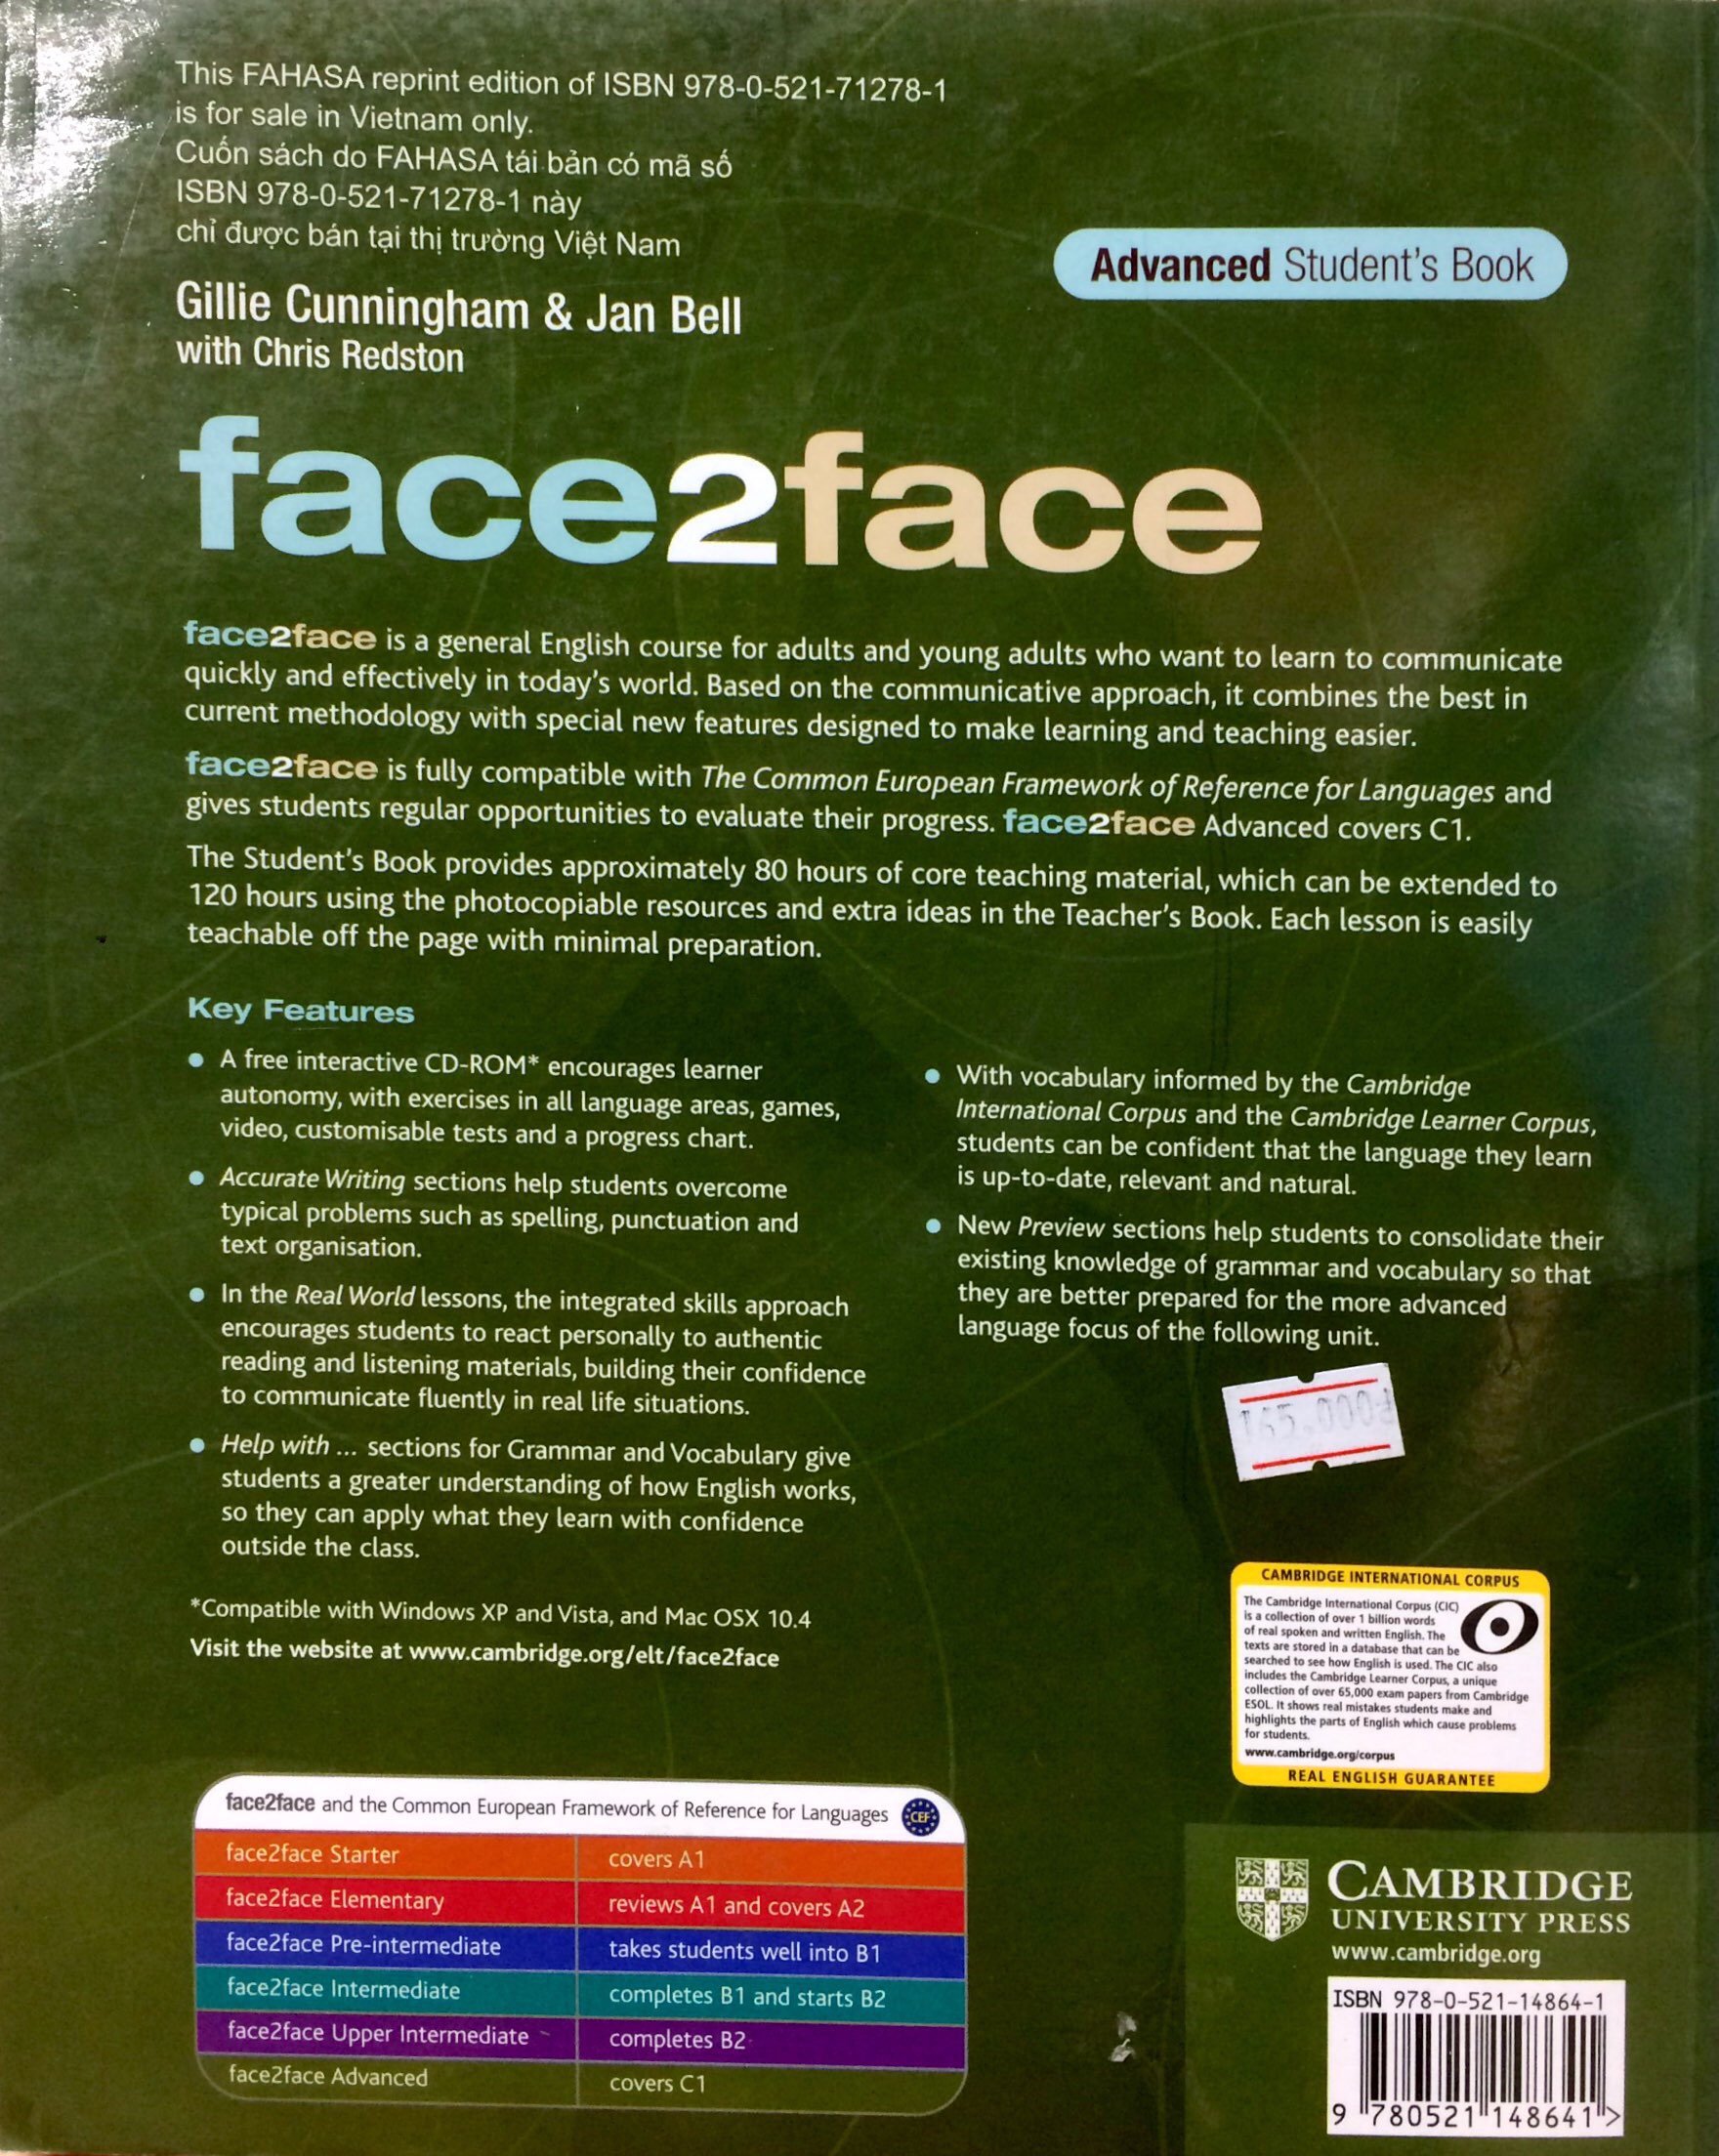 This FAHASA reprint edition of ISBN 978-0-521-71278-1
is for sale in Vietnam only.
Cuốn sách do FAHASA tái bản có mã số
ISBN 978-0-521-71278-1 này
chỉ được bán tại thị trường Việt Nam
Advanced Student's Book
Gillie Cunningham & Jan Bell
with Chris Redston
face2face
face2face is a general English course for adults and young adults who want to learn to communicate
quickly and effectively in today's world. Based on the communicative approach, it combines the best in
current methodology with special new features designed to make learning and teaching easier.
face2face is fully compatible with The Common European Framework of Reference for Languages and
gives students regular opportunities to evaluate their progress. face2face Advanced covers C1.
The Student's Book provides approximately 80 hours of core teaching material, which can be extended to
120 hours using the photocopiable resources and extra ideas in the Teacher's Book. Each lesson is easily
teachable off the page with minimal preparation.
Key Features
• A free interactive CD-ROM* encourages learner
autonomy, with exercises in all language areas, games,
video, customisable tests and a progress chart.
• Accurate Writing sections help students overcome
typical problems such as spelling, punctuation and
text organisation.
• In the Real World lessons, the integrated skills approach
encourages students to react personally to authentic
reading and listening materials, building their confidence
to communicate fluently in real life situations.
• Help with ... sections for Grammar and Vocabulary give
students a greater understanding of how English works,
so they can apply what they learn with confidence
outside the class.
• With vocabulary informed by the Cambridge
International Corpus and the Cambridge Learner Corpus,
students can be confident that the language they learn
is up-to-date, relevant and natural.
• New Preview sections help students to consolidate their
existing knowledge of grammar and vocabulary so that
they are better prepared for the more advanced
language focus of the following unit.
165.000đ
*Compatible with Windows XP and Vista, and Mac OSX 10.4
Visit the website at www.cambridge.org/elt/face2face
CAMBRIDGE INTERNATIONAL CORPUS
The Cambridge International Corpus (CIC)
is a collection of over 1 billion words
of real spoken and written English. The
texts are stored in a database that can be
searched to see how English is used. The CIC also
includes the Cambridge Learner Corpus, a unique
collection of over 65,000 exam papers from Cambridge
ESOL. It shows real mistakes students make and
highlights the parts of English which cause problems
for students.
www.cambridge.org/corpus
REAL ENGLISH GUARANTEE
face2face and the Common European Framework of Reference for Languages CEF
face2face Starter covers A1
face2face Elementary reviews A1 and covers A2
face2face Pre-intermediate takes students well into B1
face2face Intermediate completes B1 and starts B2
face2face Upper Intermediate completes B2
face2face Advanced covers C1
CAMBRIDGE
UNIVERSITY PRESS
www.cambridge.org
ISBN 978-0-521-14864-1
9 780521 148641 >